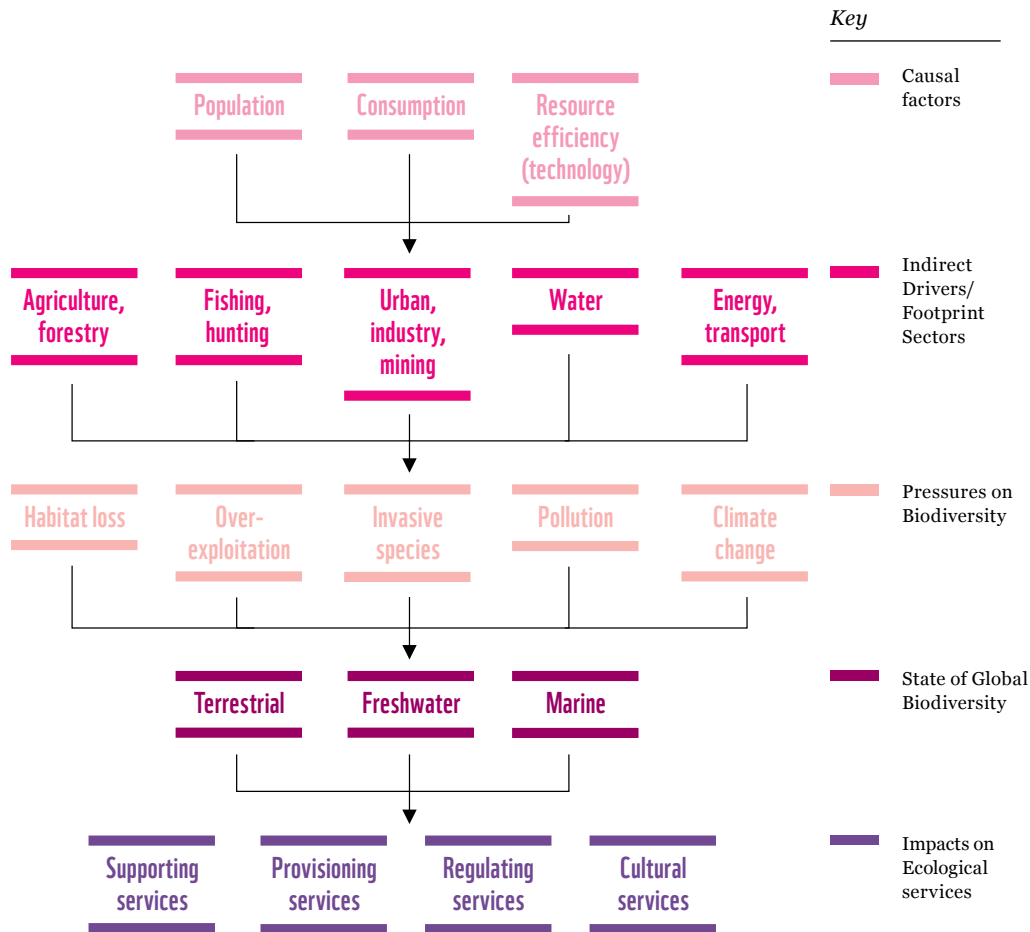 Key
Causal
factors
Population
Consumption
Resource
efficiency
(technology)
Indirect
Drivers/
Footprint
Sectors
Agriculture,
forestry
Fishing,
hunting
Urban,
industry,
mining
Water
Energy,
transport
Pressures on
Biodiversity
Habitat loss
Over-
exploitation
Invasive
species
Pollution
Climate
change
State of Global
Biodiversity
Terrestrial
Freshwater
Marine
Impacts on
Ecological
services
Supporting
services
Provisioning
services
Regulating
services
Cultural
services